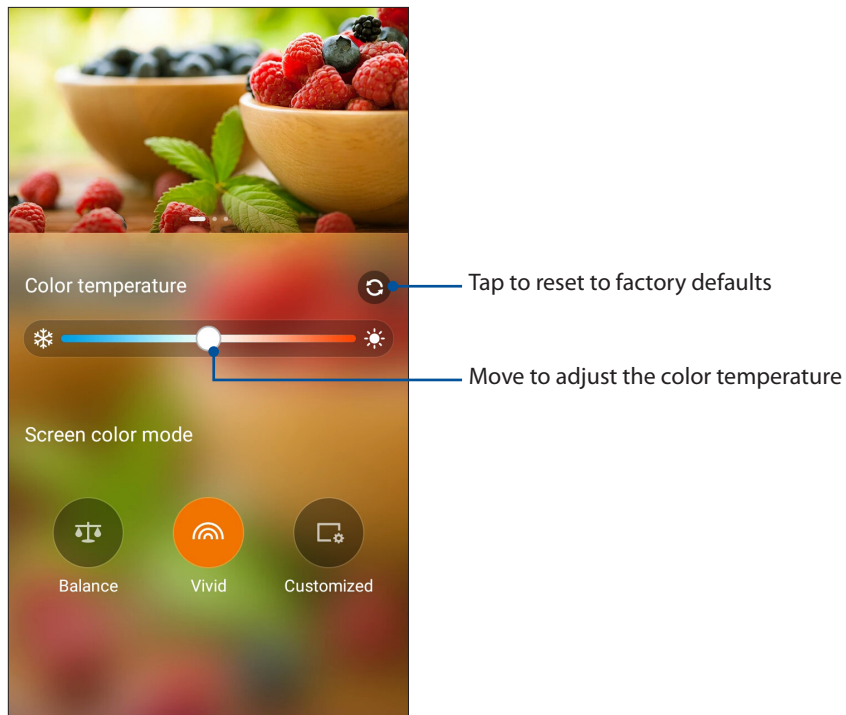 Color temperature
Tap to reset to factory defaults
Move to adjust the color temperature
Screen color mode
Balance
Vivid
Customized